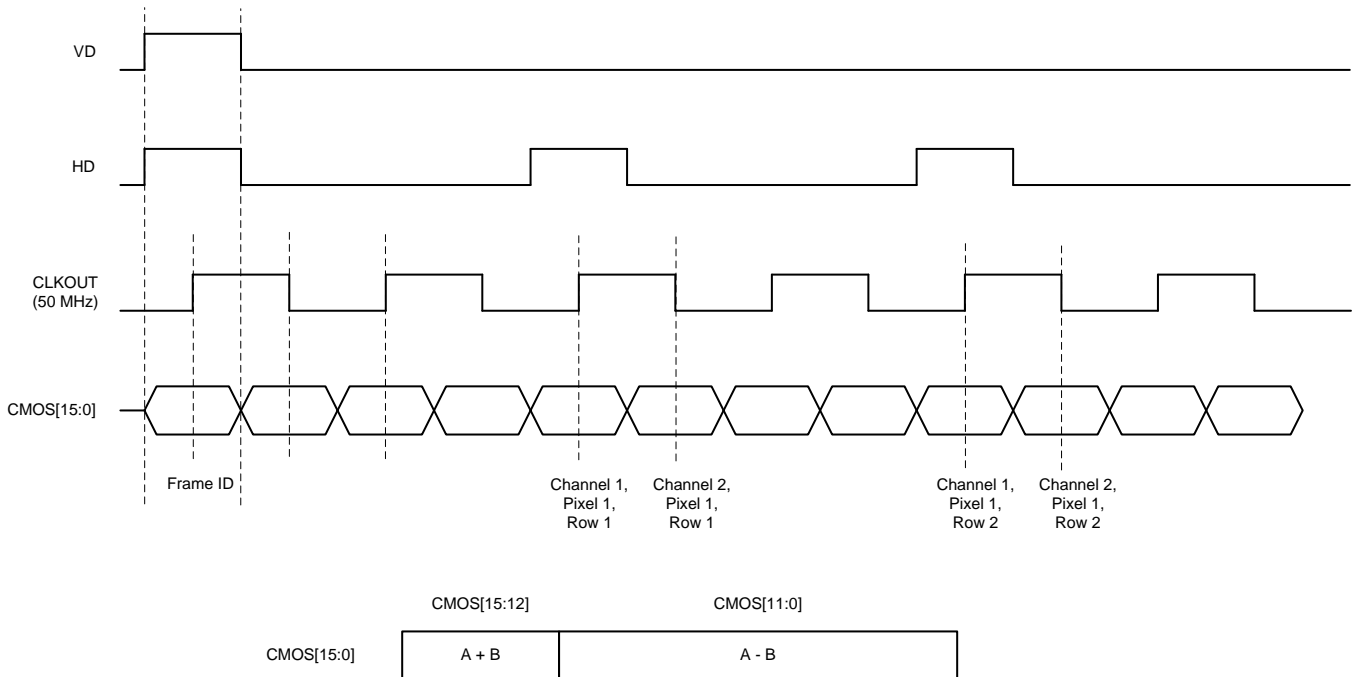 VD
HD
CLKOUT
(50 MHz)
CMOS[15:0]
Frame ID
Channel 1,
Pixel 1,
Row 1
Channel 2,
Pixel 1,
Row 1
Channel 1,
Pixel 1,
Row 2
Channel 2,
Pixel 1,
Row 2
CMOS[15:12]
CMOS[11:0]
CMOS[15:0]
A + B
A - B